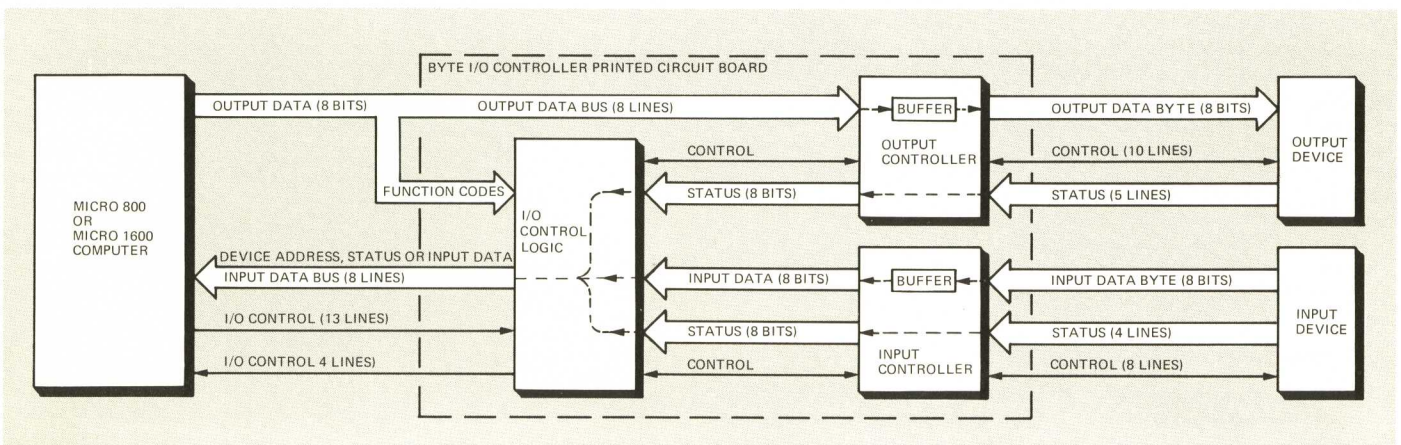 BYTE I/O CONTROLLER PRINTED CIRCUIT BOARD
OUTPUT DATA (8 BITS)
OUTPUT DATA BUS (8 LINES)
BUFFER
OUTPUT DATA BYTE (8 BITS)
OUTPUT
CONTROLLER
OUTPUT
DEVICE
CONTROL
CONTROL (10 LINES)
FUNCTION CODES
STATUS (8 BITS)
STATUS (5 LINES)
MICRO 800
OR
MICRO 1600
COMPUTER
I/O
CONTROL
LOGIC
DEVICE ADDRESS, STATUS OR INPUT DATA
INPUT DATA BUS (8 LINES)
INPUT DATA (8 BITS)
BUFFER
INPUT DATA BYTE (8 BITS)
I/O CONTROL (13 LINES)
STATUS (8 BITS)
STATUS (4 LINES)
INPUT
DEVICE
I/O CONTROL 4 LINES)
CONTROL
INPUT
CONTROLLER
CONTROL (8 LINES)